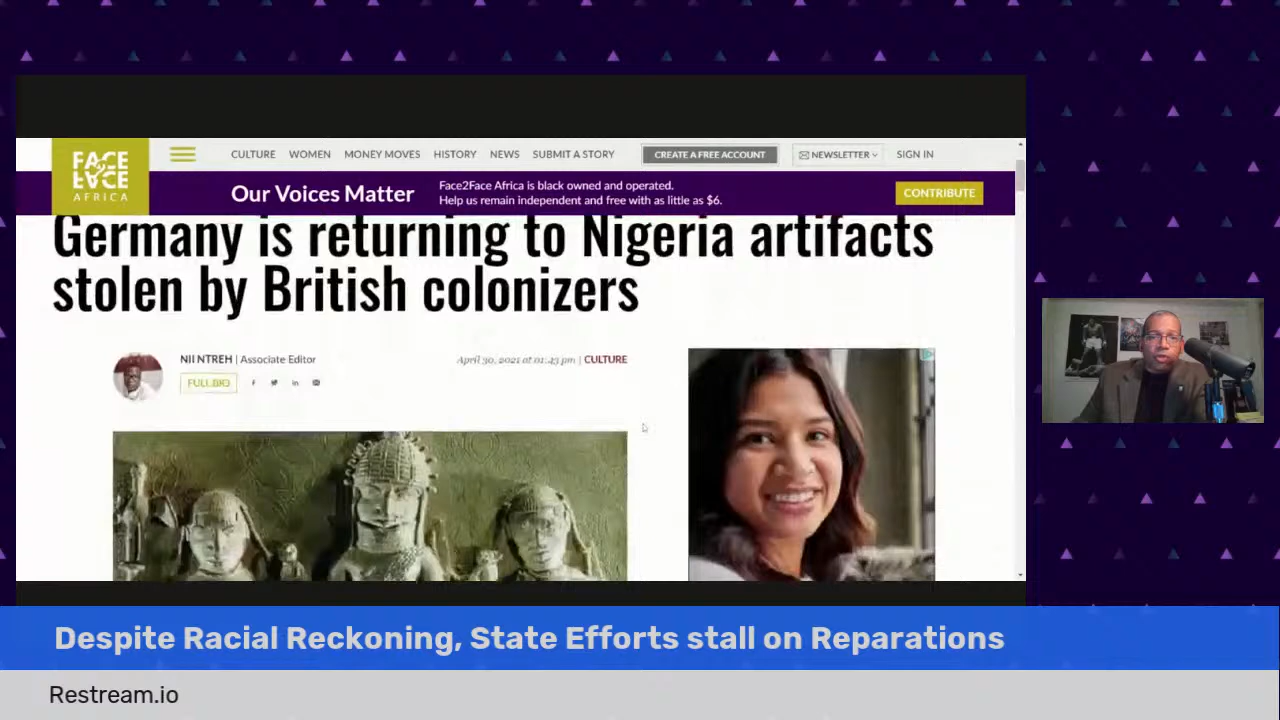 FACE
2
FACE
AFRICA
CULTURE WOMEN MONEY MOVES HISTORY NEWS SUBMIT A STORY CREATE A FREE ACCOUNT NEWSLETTER SIGN IN
Our Voices Matter
Face2Face Africa is black owned and operated.
Help us remain independent and free with as little as $6.
CONTRIBUTE
Germany is returning to Nigeria artifacts
stolen by British colonizers
NII NTREH | Associate Editor
April 30, 2021 at 01:43 pm | CULTURE
FULL BIO
Despite Racial Reckoning, State Efforts stall on Reparations
Restream.io